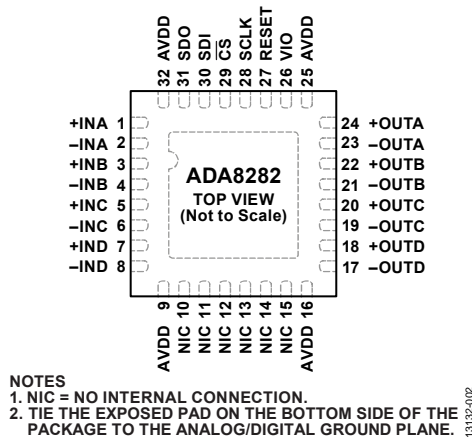 32 AVDD
31 SDO
30 SDI
29 CS
28 SCLK
27 RESET
26 VIO
25 AVDD
+INA 1
–INA 2
+INB 3
–INB 4
+INC 5
–INC 6
+IND 7
–IND 8
ADA8282
TOP VIEW
(Not to Scale)
24 +OUTA
23 –OUTA
22 +OUTB
21 –OUTB
20 +OUTC
19 –OUTC
18 +OUTD
17 –OUTD
AVDD 9
NIC 10
NIC 11
NIC 12
NIC 13
NIC 14
NIC 15
AVDD 16
NOTES
1. NIC = NO INTERNAL CONNECTION.
2. TIE THE EXPOSED PAD ON THE BOTTOM SIDE OF THE
PACKAGE TO THE ANALOG/DIGITAL GROUND PLANE.
13132-002